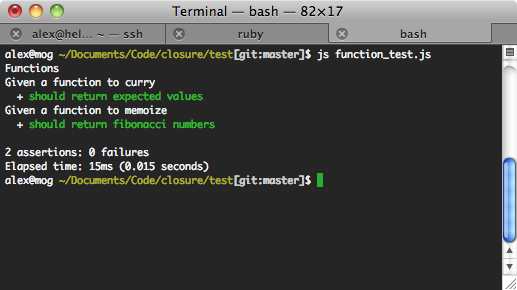 Terminal — bash — 82×17
alex@hel... ~ — ssh
ruby
bash
alex@mog ~/Documents/Code/closure/test[git:master]$ js function_test.js
Functions
Given a function to curry
+ should return expected values
Given a function to memoize
+ should return fibonacci numbers
2 assertions: 0 failures
Elapsed time: 15ms (0.015 seconds)
alex@mog ~/Documents/Code/closure/test[git:master]$